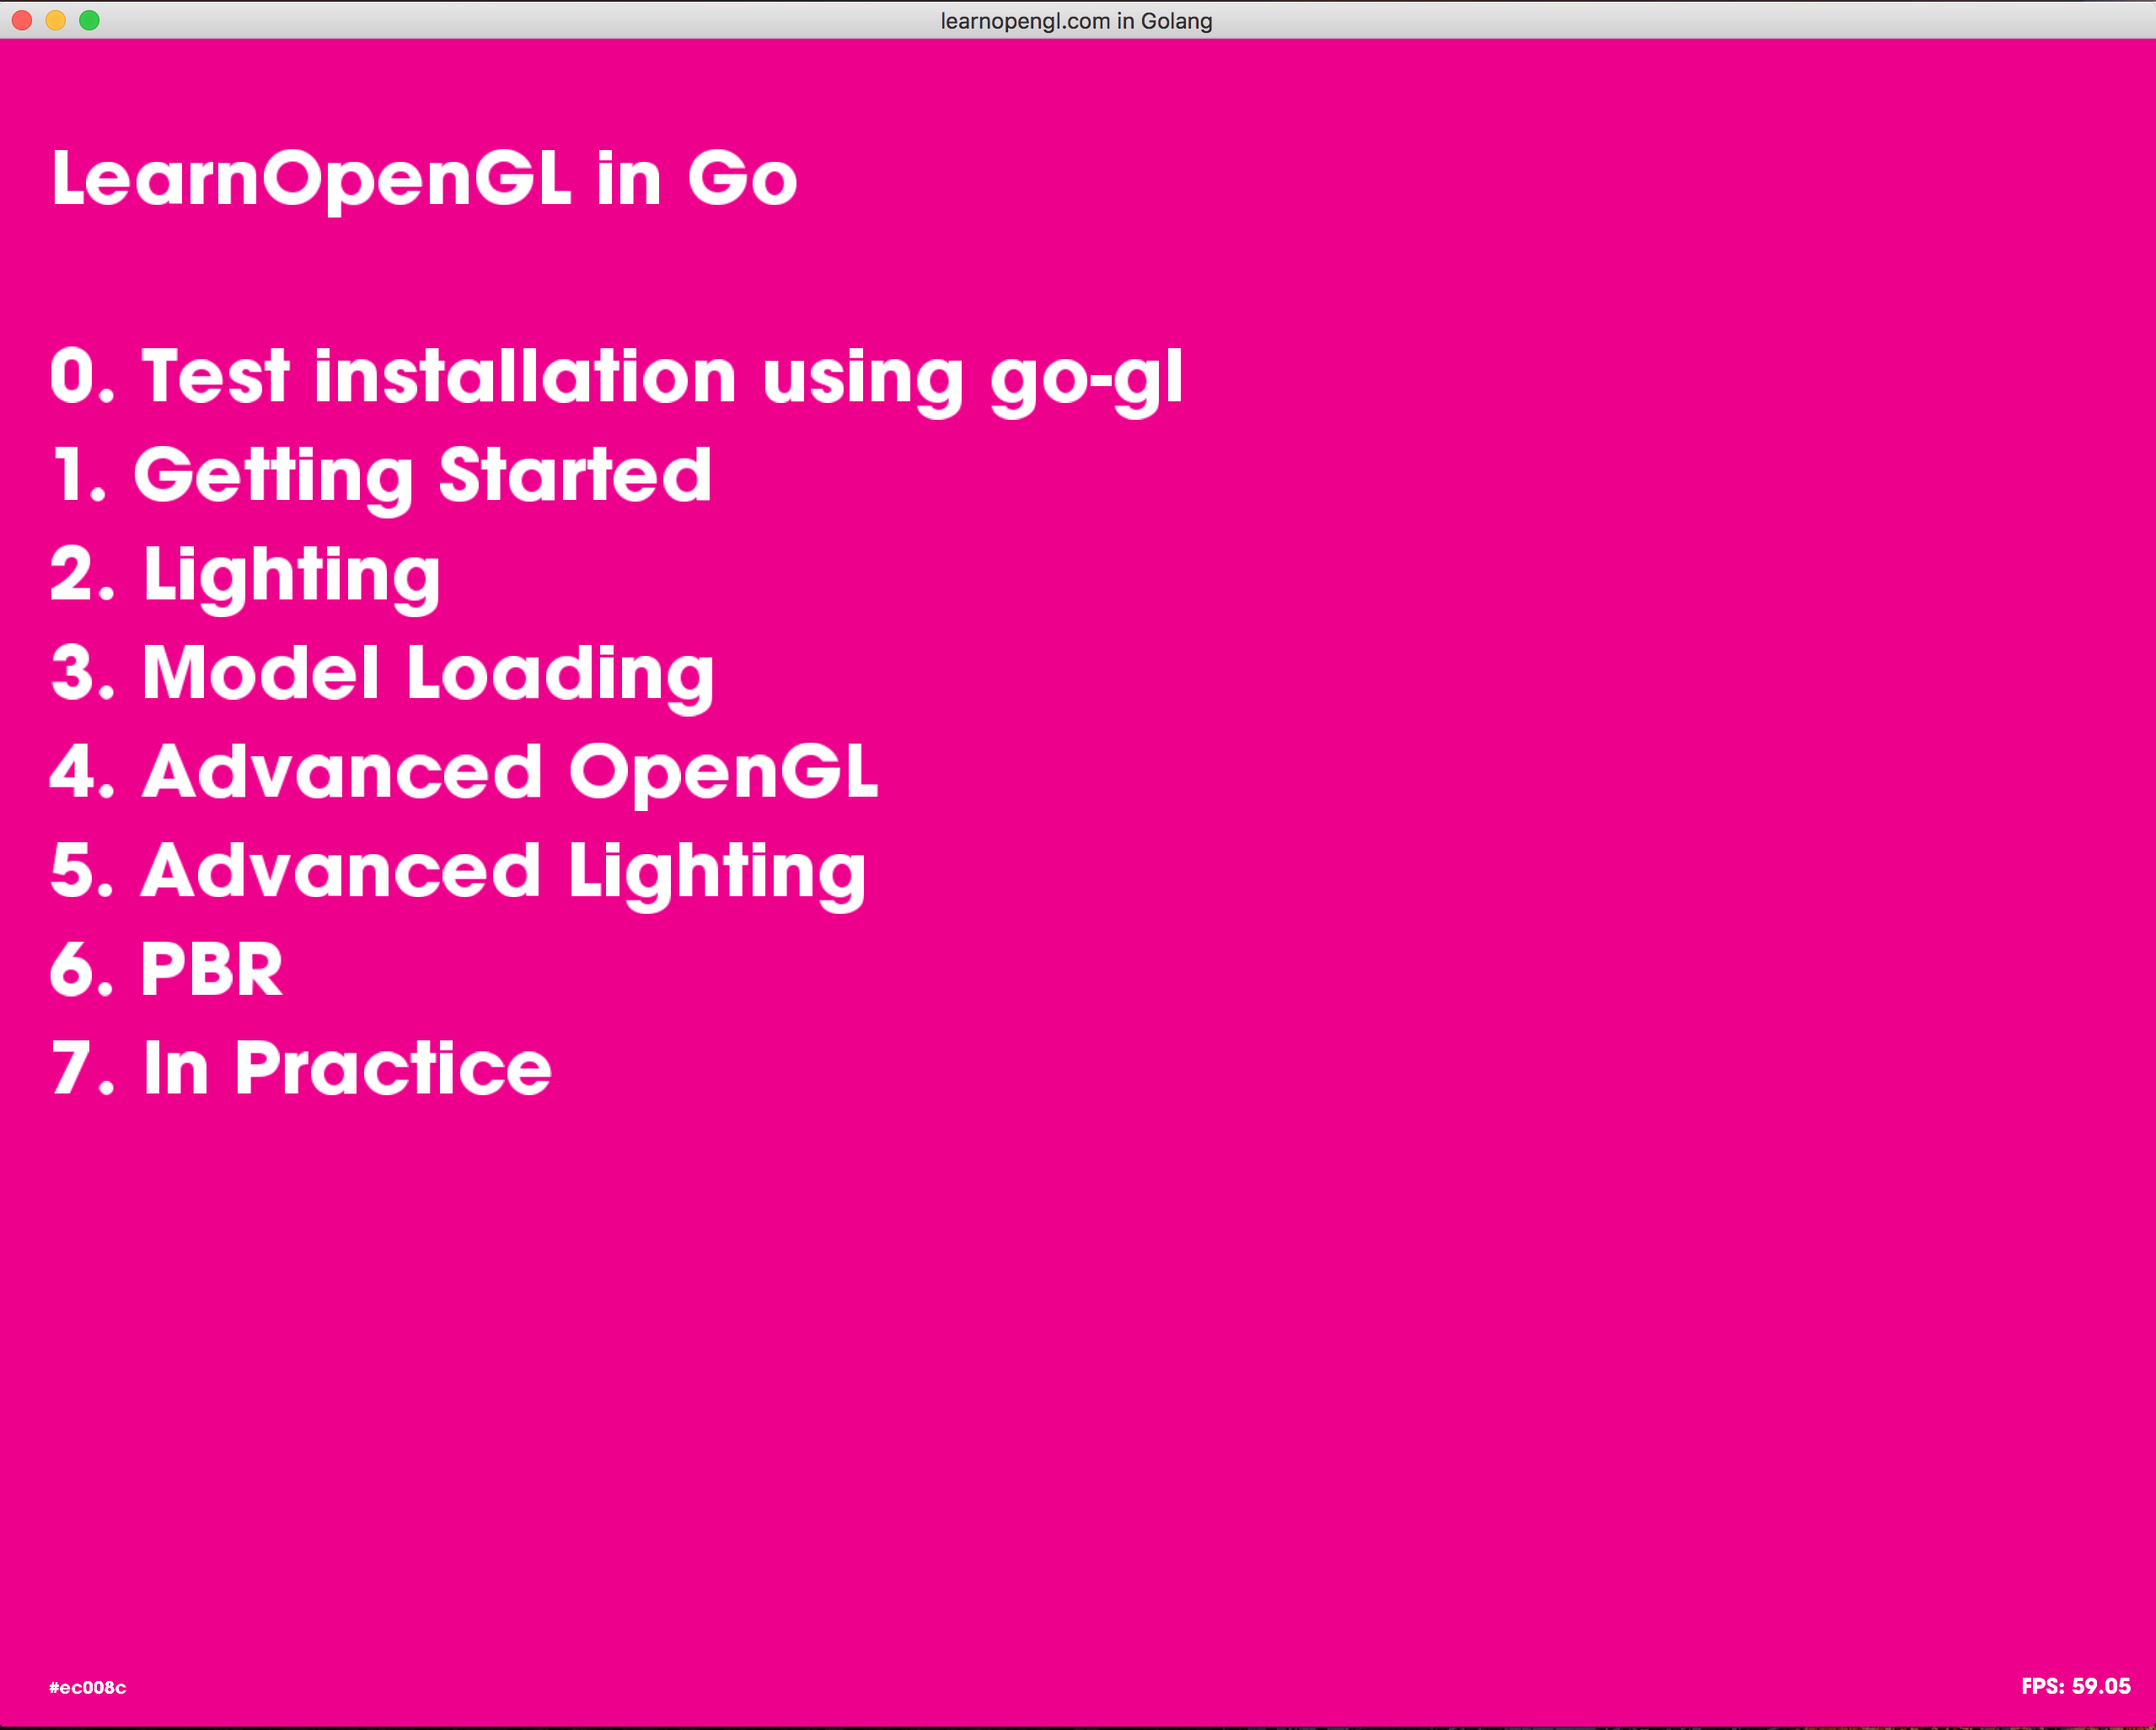 learnopengl.com in Golang
LearnOpenGL in Go
0. Test installation using go-gl
1. Getting Started
2. Lighting
3. Model Loading
4. Advanced OpenGL
5. Advanced Lighting
6. PBR
7. In Practice
#ec008c
FPS: 59.05